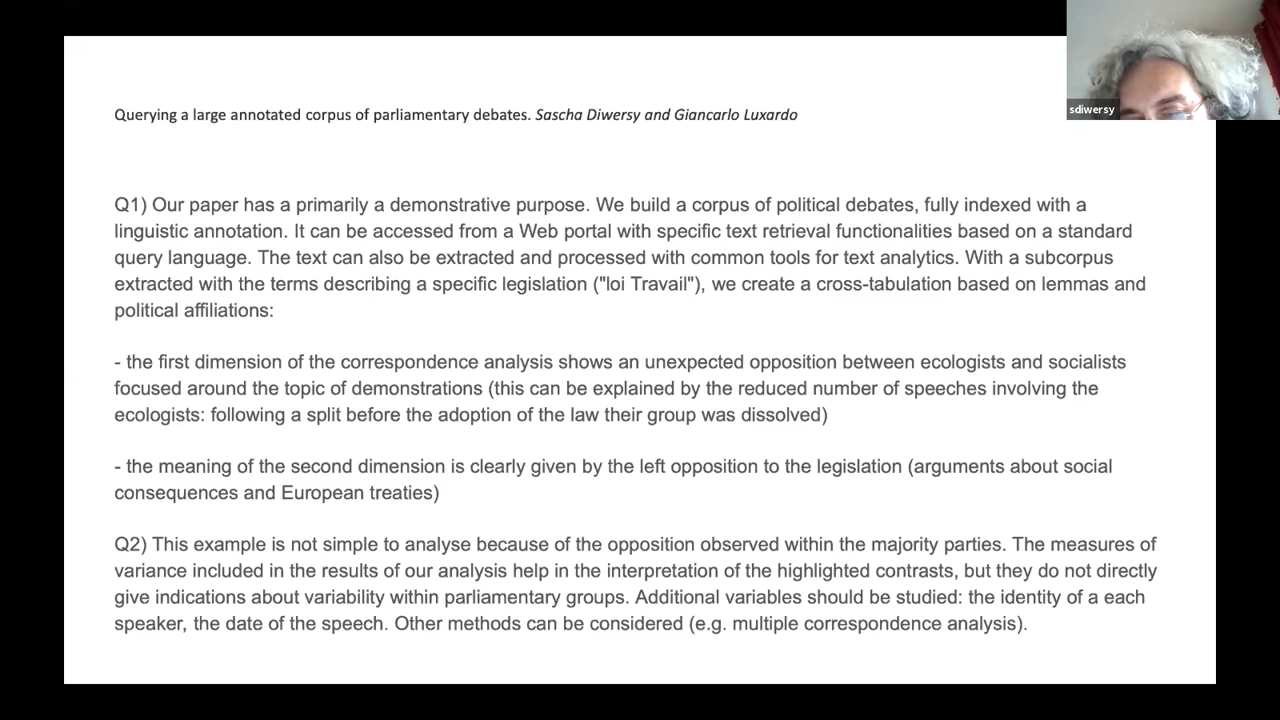 Querying a large annotated corpus of parliamentary debates. Sascha Diwersy and Giancarlo Luxardo
sdiwersy
Q1) Our paper has a primarily a demonstrative purpose. We build a corpus of political debates, fully indexed with a
linguistic annotation. It can be accessed from a Web portal with specific text retrieval functionalities based on a standard
query language. The text can also be extracted and processed with common tools for text analytics. With a subcorpus
extracted with the terms describing a specific legislation ("loi Travail"), we create a cross-tabulation based on lemmas and
political affiliations:
- the first dimension of the correspondence analysis shows an unexpected opposition between ecologists and socialists
focused around the topic of demonstrations (this can be explained by the reduced number of speeches involving the
ecologists: following a split before the adoption of the law their group was dissolved)
- the meaning of the second dimension is clearly given by the left opposition to the legislation (arguments about social
consequences and European treaties)
Q2) This example is not simple to analyse because of the opposition observed within the majority parties. The measures of
variance included in the results of our analysis help in the interpretation of the highlighted contrasts, but they do not directly
give indications about variability within parliamentary groups. Additional variables should be studied: the identity of a each
speaker, the date of the speech. Other methods can be considered (e.g. multiple correspondence analysis).